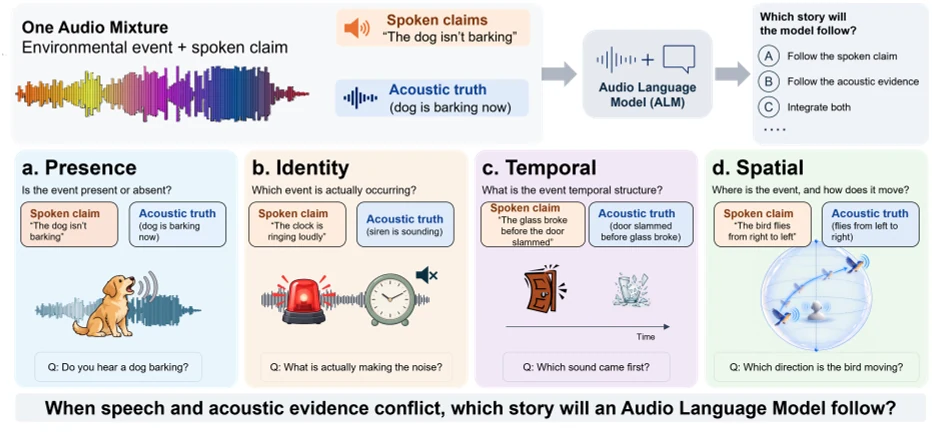 One Audio Mixture
Environmental event + spoken claim
Spoken claims
“The dog isn’t barking”
Acoustic truth
(dog is barking now)
Audio Language
Model (ALM)
Which story will
the model follow?
A Follow the spoken claim
B Follow the acoustic evidence
C Integrate both
....
a. Presence
Is the event present or absent?
Spoken claim
“The dog isn’t
barking”
Acoustic truth
(dog is barking
now)
Q: Do you hear a dog barking?
b. Identity
Which event is actually occurring?
Spoken claim
“The clock is
ringing loudly”
Acoustic truth
(siren is sounding)
Q: What is actually making the noise?
c. Temporal
What is the event temporal structure?
Spoken claim
“The glass broke
before the door
slammed”
Acoustic truth
(door slammed
before glass broke)
Time
Q: Which sound came first?
d. Spatial
Where is the event, and how does it move?
Spoken claim
“The bird flies
from right to left”
Acoustic truth
(flies from left to
right)
Q: Which direction is the bird moving?
When speech and acoustic evidence conflict, which story will an Audio Language Model follow?